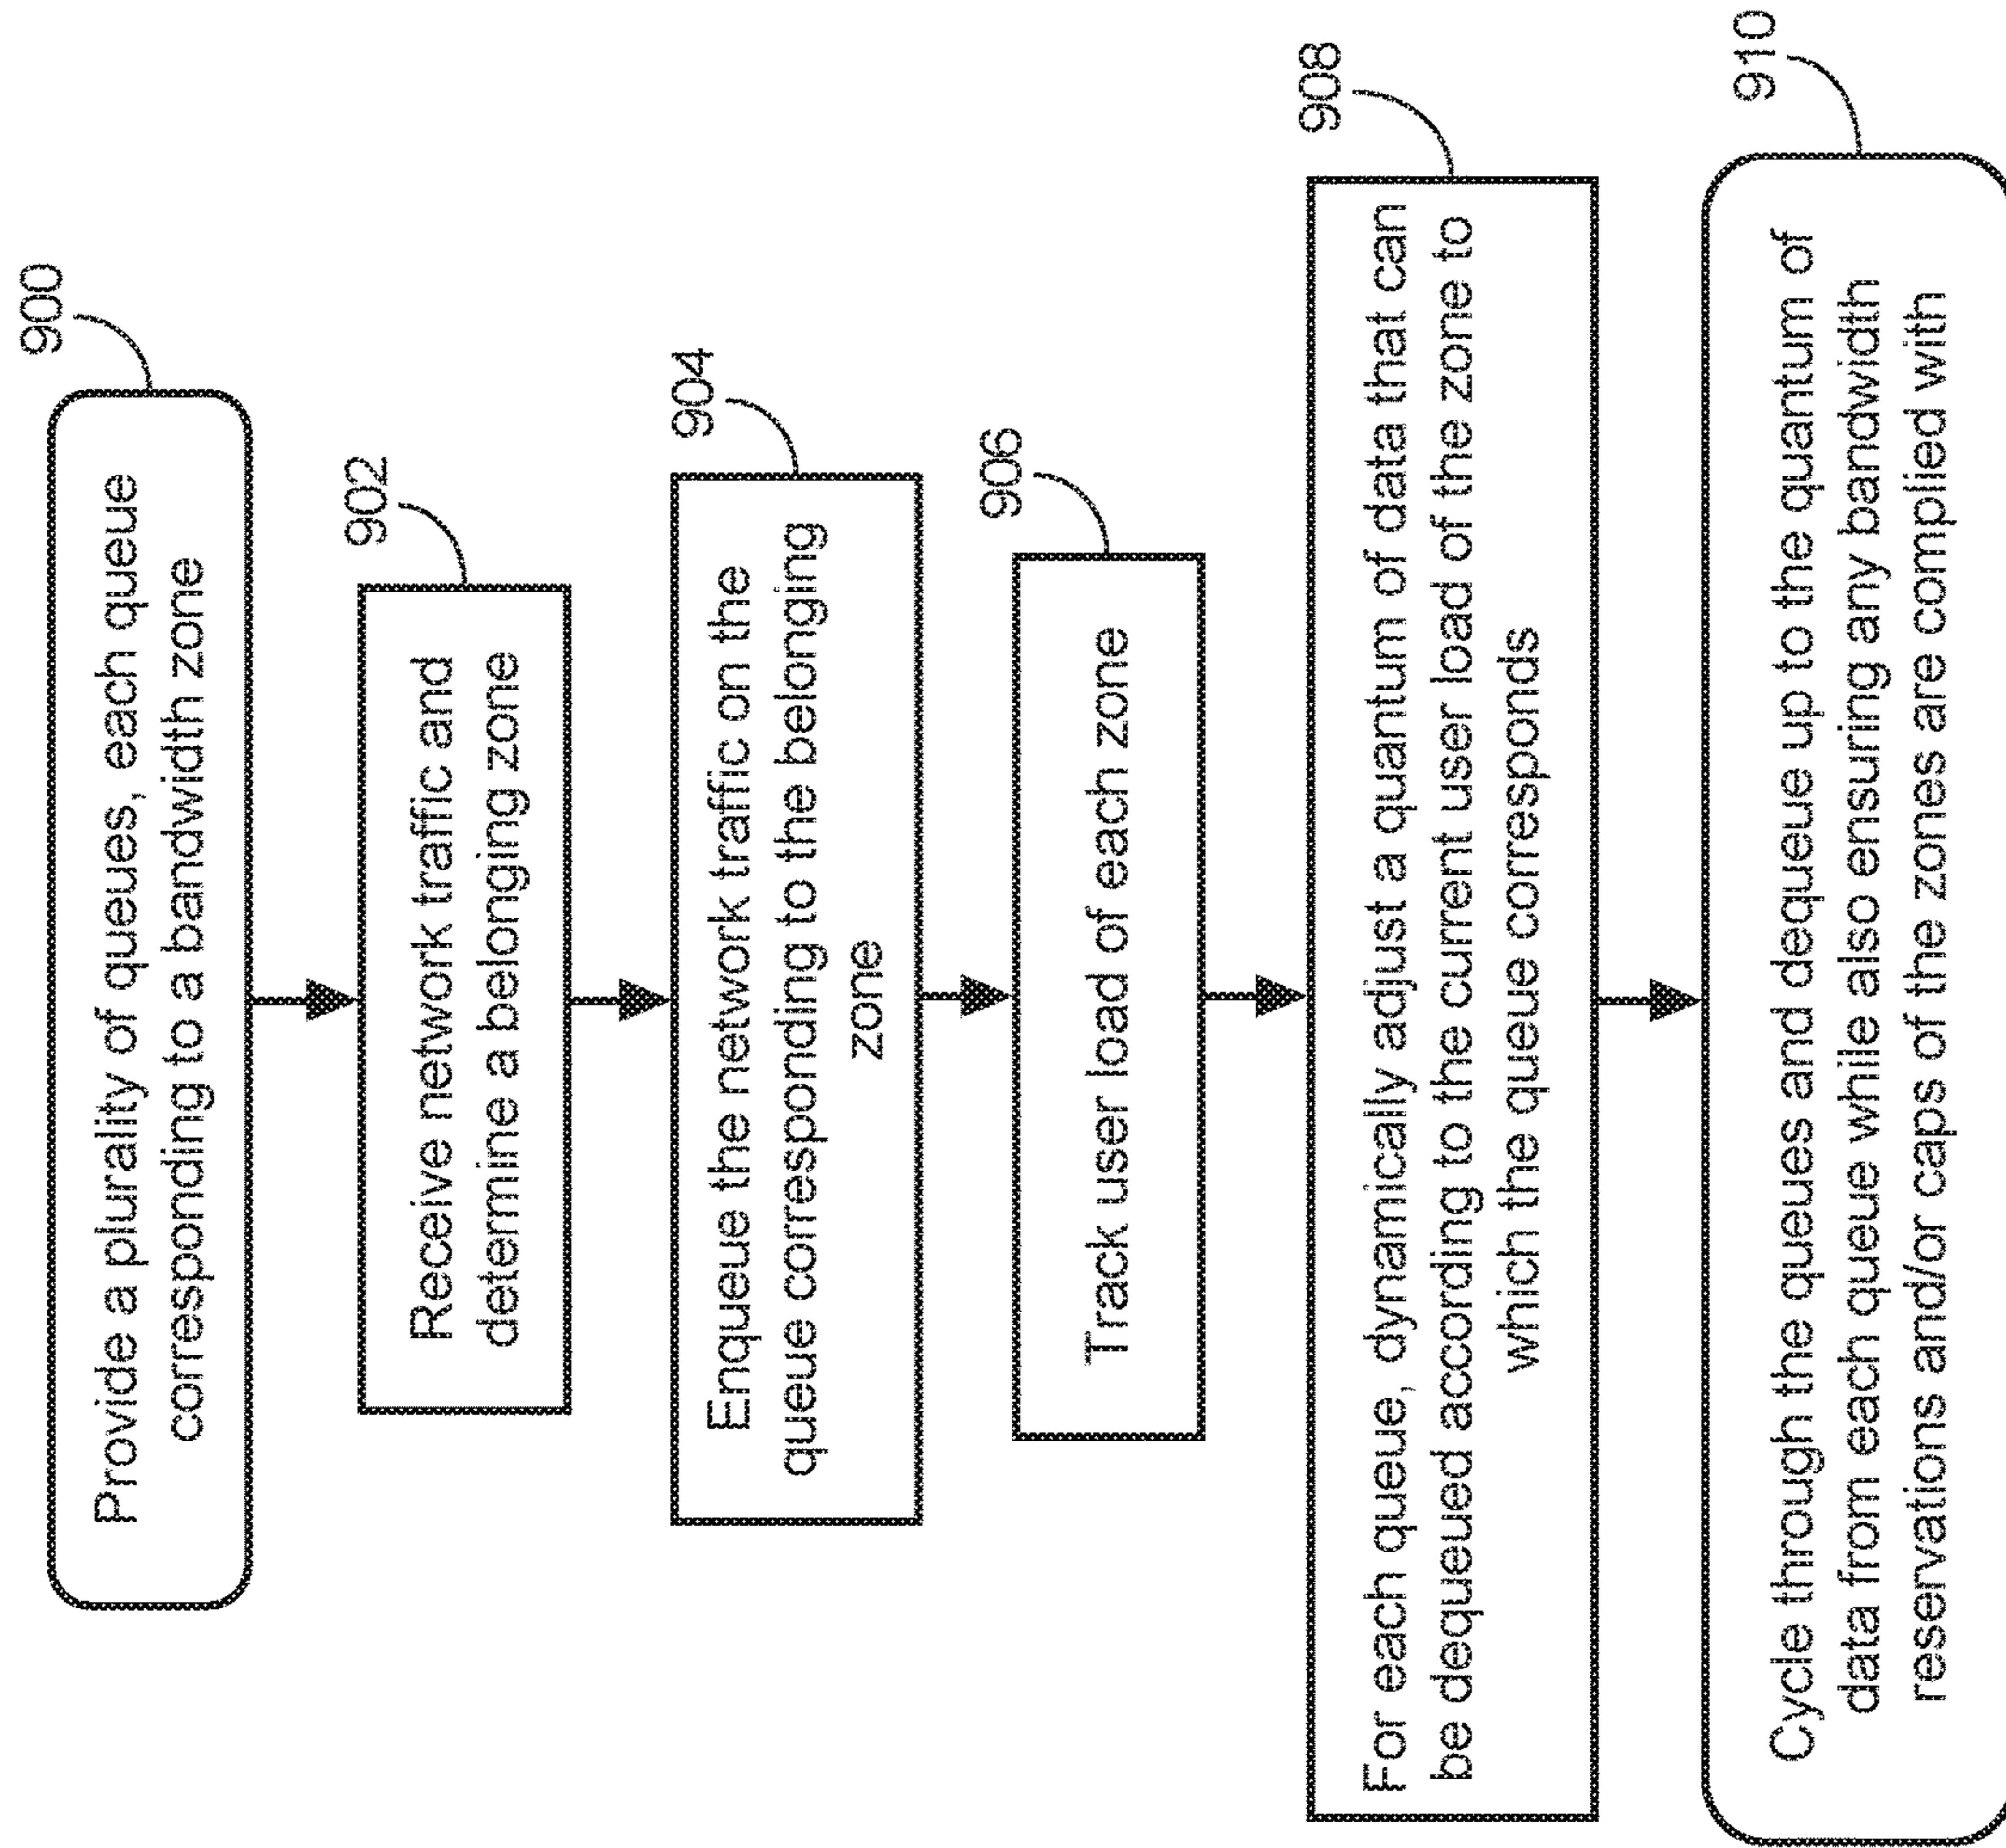 900
Provide a plurality of queues, each queue
corresponding to a bandwidth zone
902
Receive network traffic and
determine a belonging zone
904
Enqueue the network traffic on the
queue corresponding to the belonging
zone
906
Track user load of each zone
908
For each queue, dynamically adjust a quantum of data that can
be dequeued according to the current user load of the zone to
which the queue corresponds
910
Cycle through the queues and dequeue up to the quantum of
data from each queue while also ensuring any bandwidth
reservations and/or caps of the zones are complied with